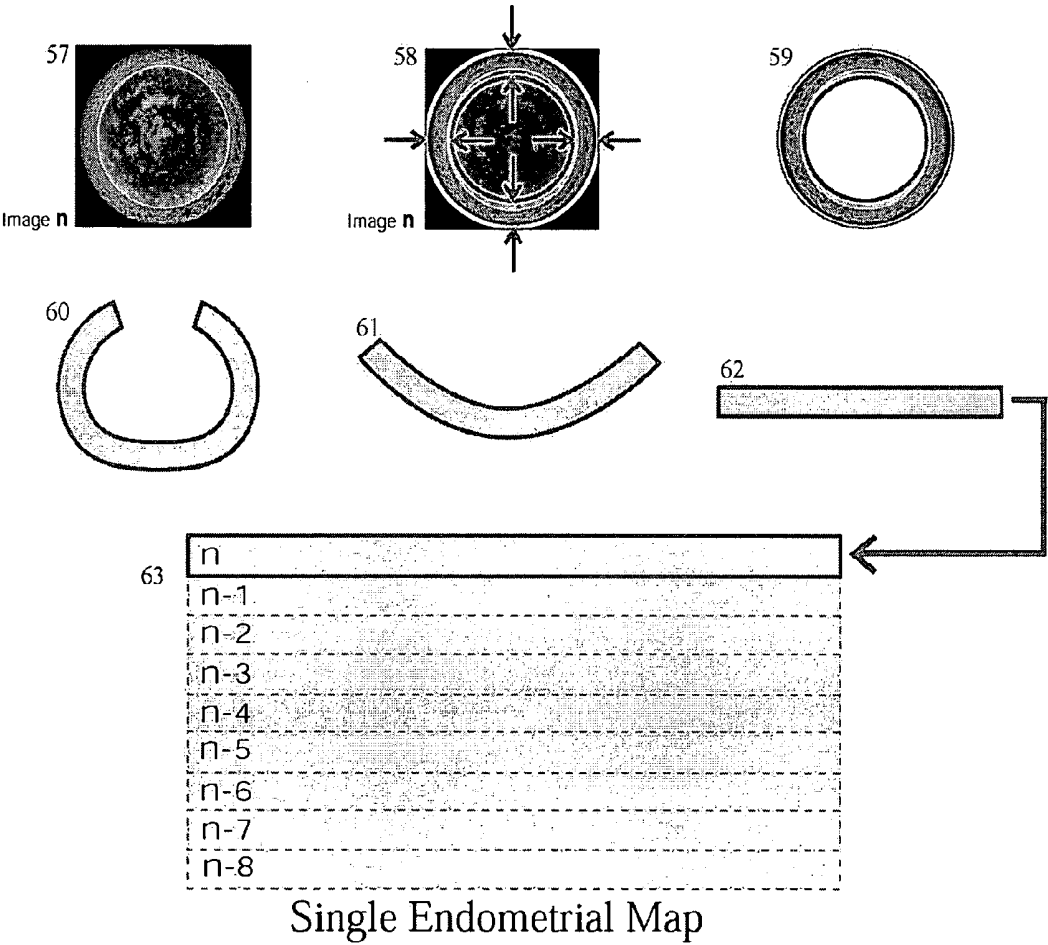 57
58
59
Image n
Image n
60
61
62
n
63
n-1
n-2
n-3
n-4
n-5
n-6
n-7
n-8
Single Endometrial Map